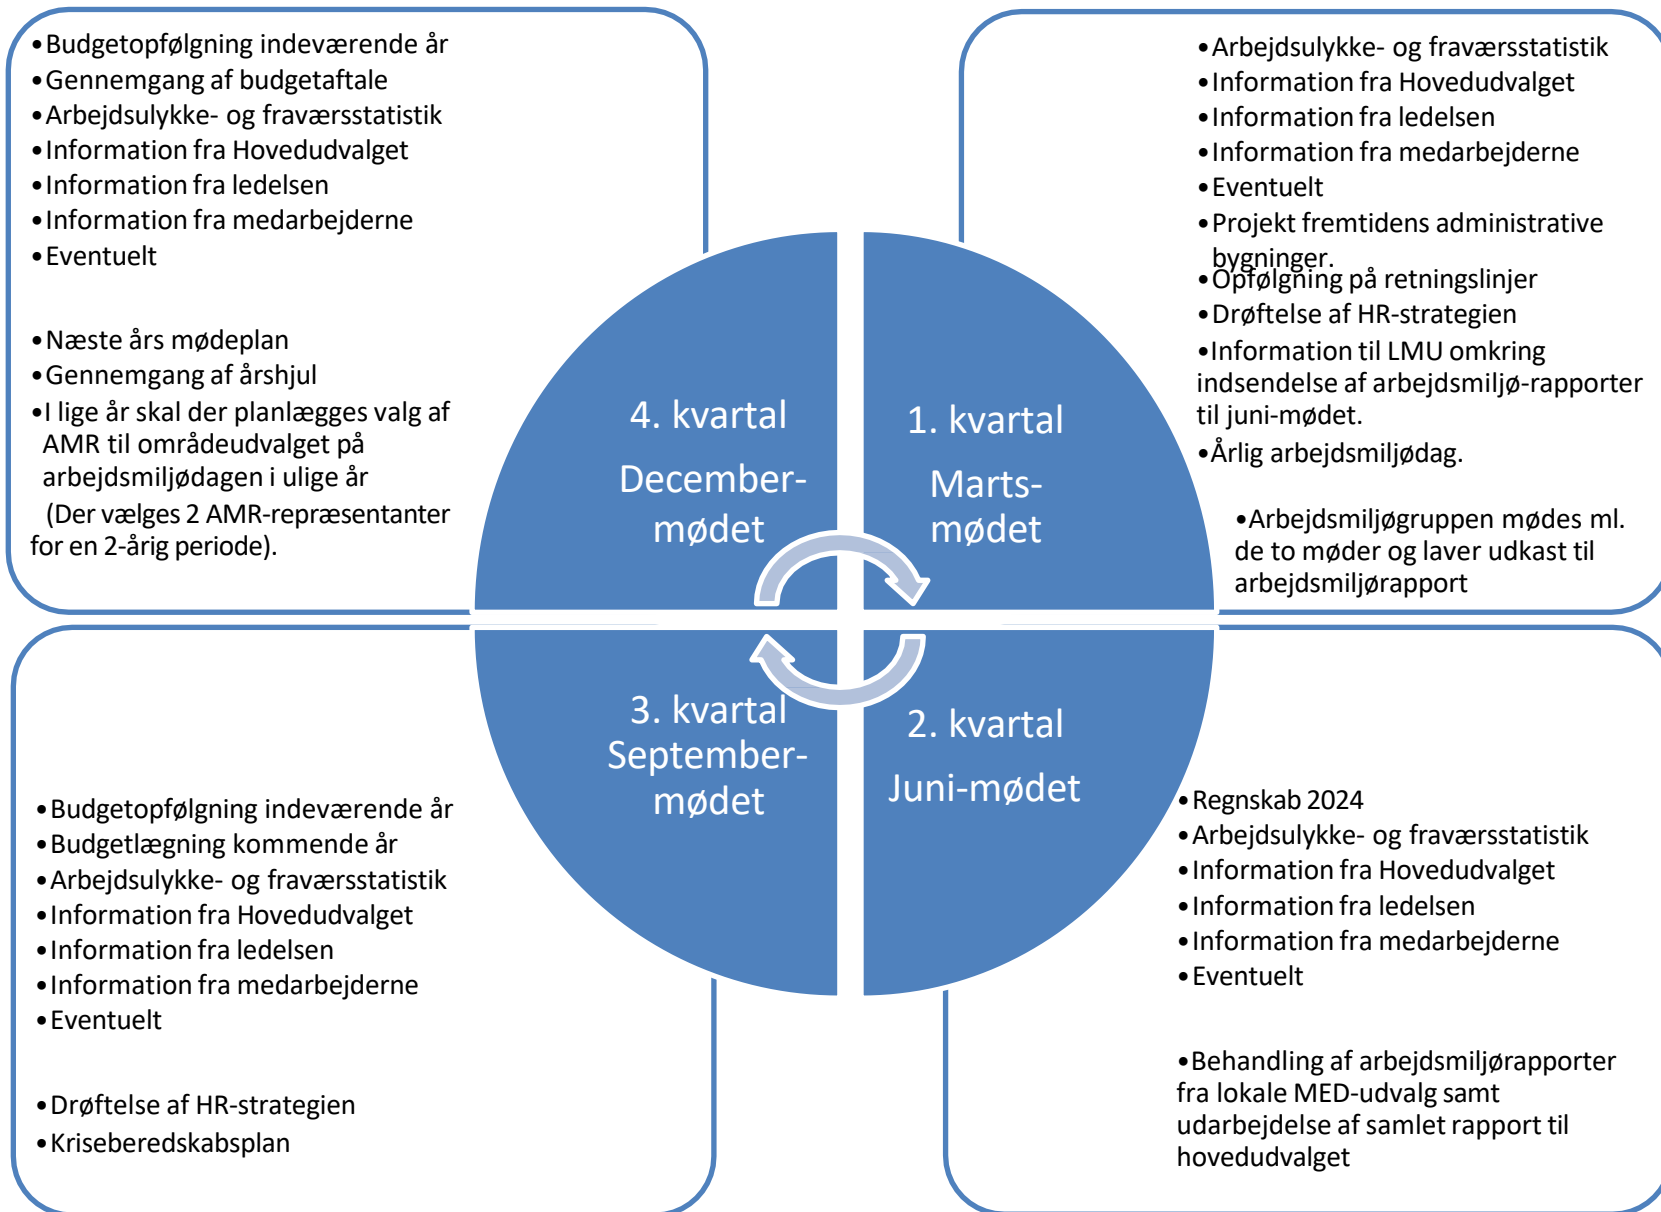 •Budgetopfølgning indeværende år
•Gennemgang af budgetaftale
•Arbejdsulykke- og fraværsstatistik
•Information fra Hovedudvalget
•Information fra ledelsen
•Information fra medarbejderne
•Eventuelt
•Næste års mødeplan
•Gennemgang af årshjul
•I lige år skal der planlægges valg af
AMR til områdeudvalget på
arbejdsmiljødagen i ulige år
(Der vælges 2 AMR-repræsentanter
for en 2-årig periode).
•Arbejdsulykke- og fraværsstatistik
•Information fra Hovedudvalget
•Information fra ledelsen
•Information fra medarbejderne
•Eventuelt
•Projekt fremtidens administrative
bygninger.
•Opfølgning på retningslinjer
•Drøftelse af HR-strategien
•Information til LMU omkring
indsendelse af arbejdsmiljø-rapporter
til juni-mødet.
•Årlig arbejdsmiljødag.
•Arbejdsmiljøgruppen mødes ml.
de to møder og laver udkast til
arbejdsmiljørapport
4. kvartal
December-
mødet
1. kvartal
Marts-
mødet
3. kvartal
September-
mødet
2. kvartal
Juni-mødet
•Budgetopfølgning indeværende år
•Budgetlægning kommende år
•Arbejdsulykke- og fraværsstatistik
•Information fra Hovedudvalget
•Information fra ledelsen
•Information fra medarbejderne
•Eventuelt
•Drøftelse af HR-strategien
•Kriseberedskabsplan
•Regnskab 2024
•Arbejdsulykke- og fraværsstatistik
•Information fra Hovedudvalget
•Information fra ledelsen
•Information fra medarbejderne
•Eventuelt
•Behandling af arbejdsmiljørapporter
fra lokale MED-udvalg samt
udarbejdelse af samlet rapport til
hovedudvalget